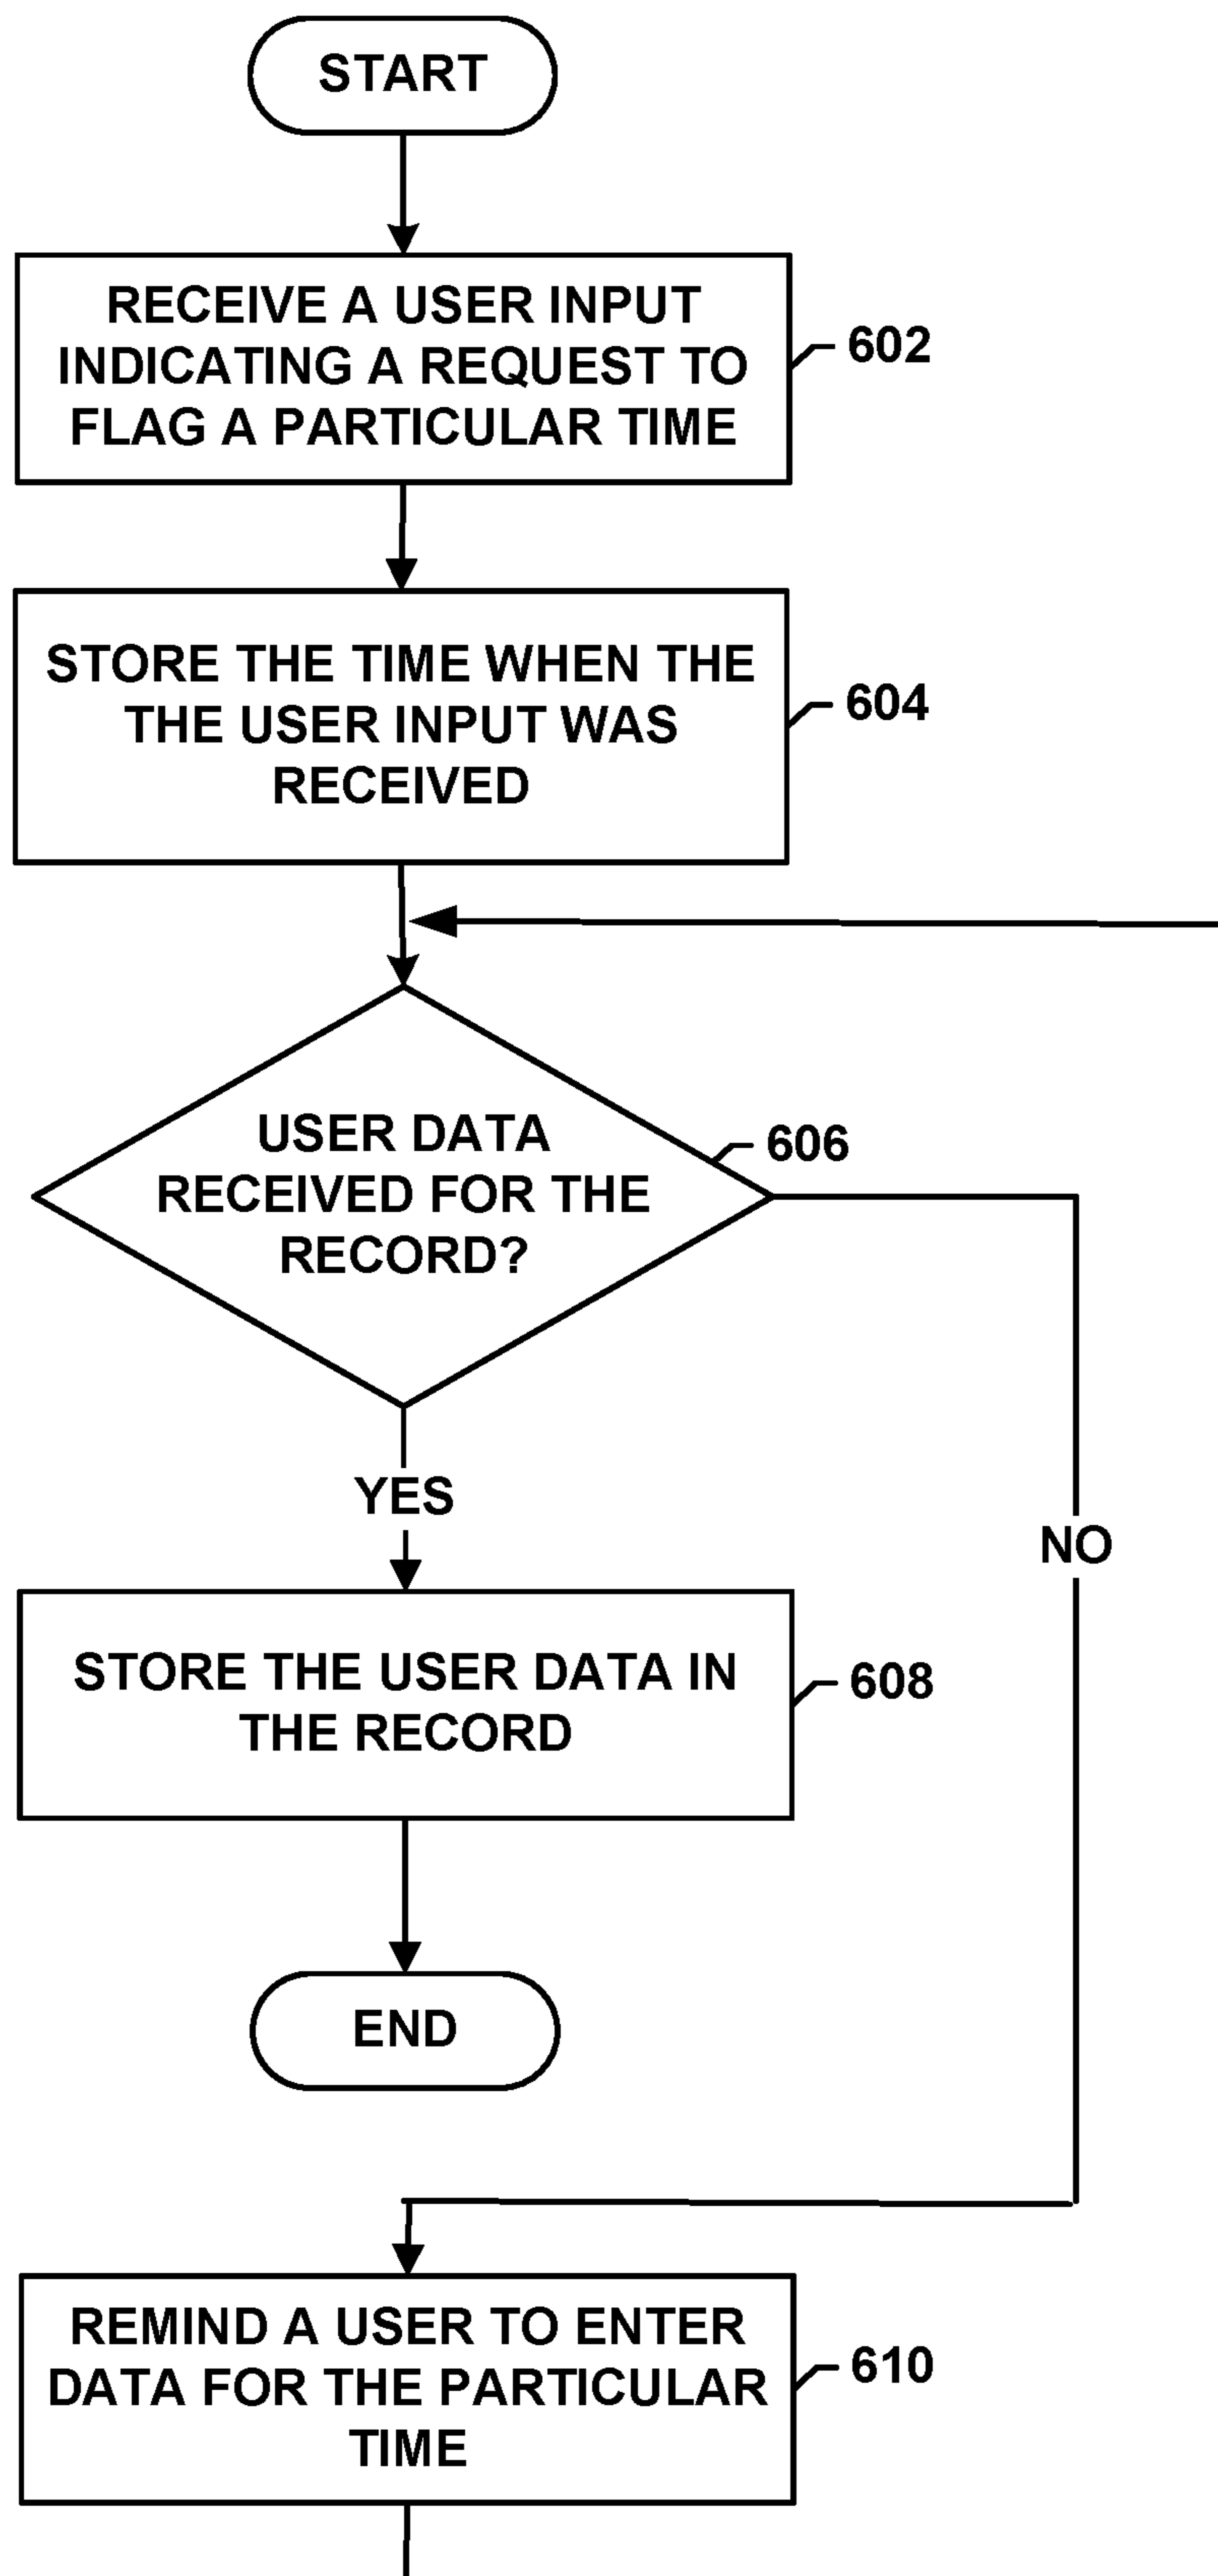 START
RECEIVE A USER INPUT
INDICATING A REQUEST TO
FLAG A PARTICULAR TIME
602
STORE THE TIME WHEN THE
THE USER INPUT WAS
RECEIVED
604
USER DATA
RECEIVED FOR THE
RECORD?
606
YES
NO
STORE THE USER DATA IN
THE RECORD
608
END
REMIND A USER TO ENTER
DATA FOR THE PARTICULAR
TIME
610